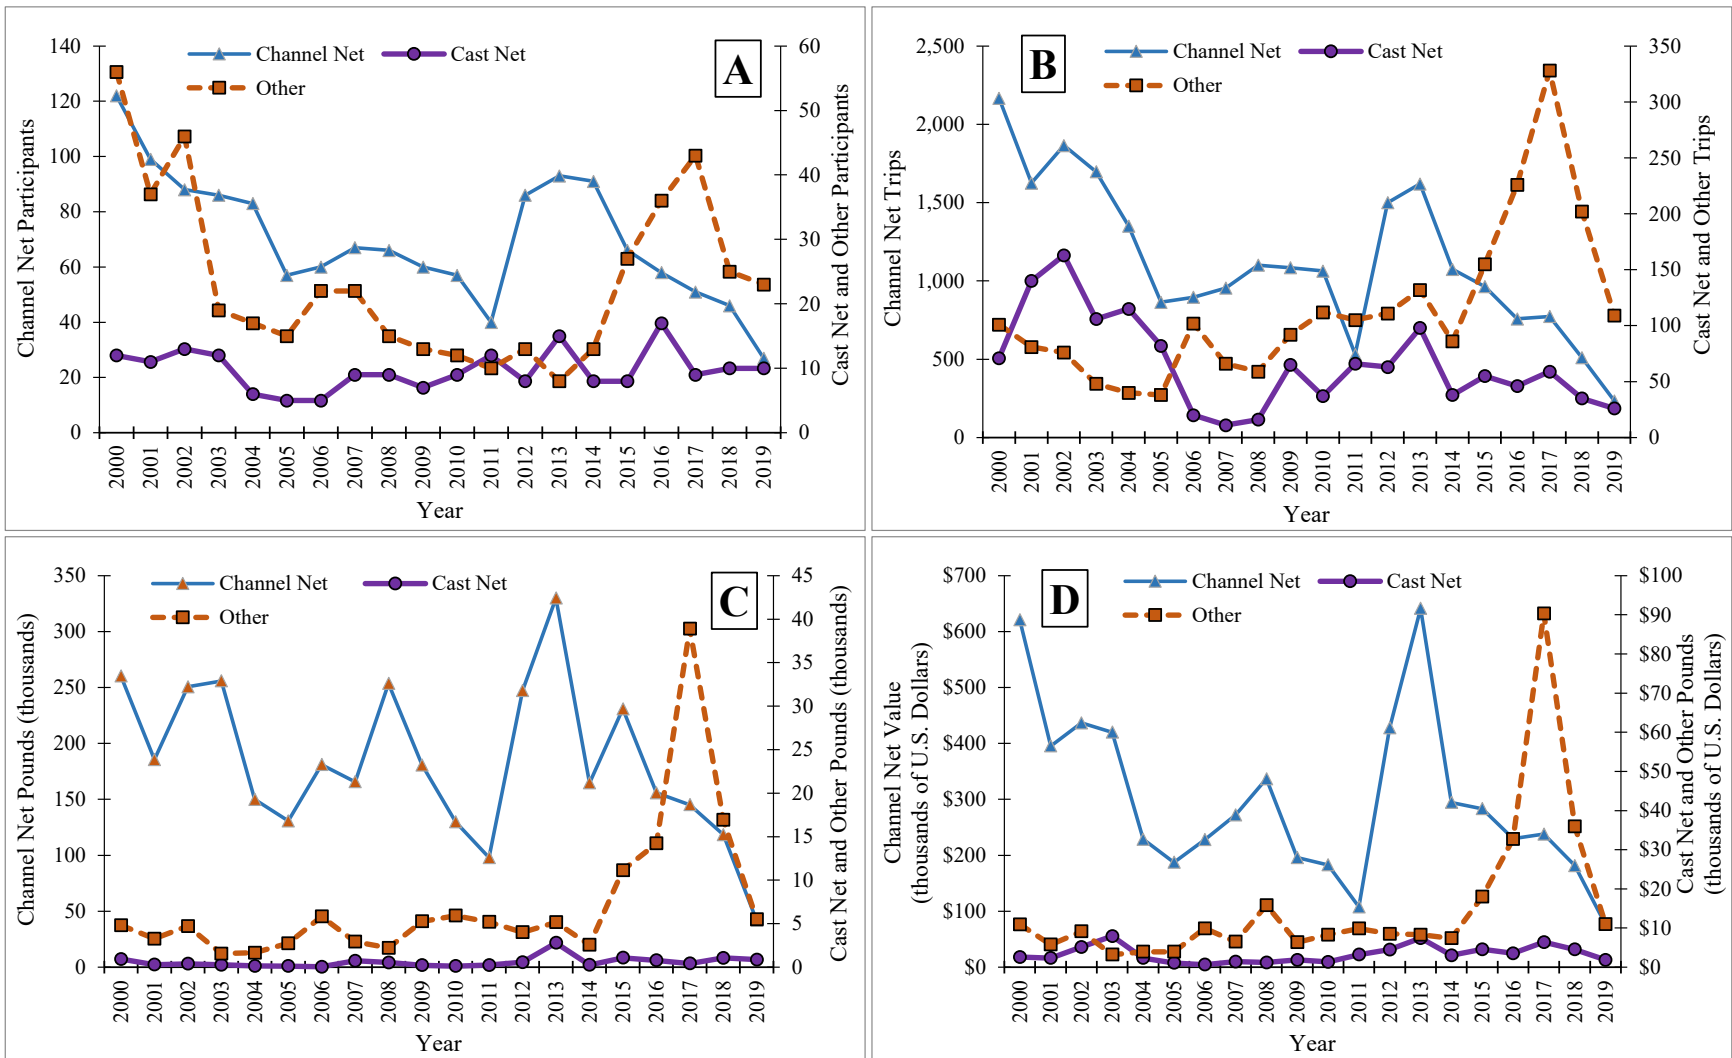 A
Channel Net
Cast Net
Other
140
120
100
80
60
40
20
0
60
50
40
30
20
10
0
Channel Net Participants
Cast Net and Other Participants
2000 2001 2002 2003 2004 2005 2006 2007 2008 2009 2010 2011 2012 2013 2014 2015 2016 2017 2018 2019
Year
B
Channel Net
Cast Net
Other
2,500
2,000
1,500
1,000
500
0
350
300
250
200
150
100
50
0
Channel Net Trips
Cast Net and Other Trips
2000 2001 2002 2003 2004 2005 2006 2007 2008 2009 2010 2011 2012 2013 2014 2015 2016 2017 2018 2019
Year
C
Channel Net
Cast Net
Other
350
300
250
200
150
100
50
0
45
40
35
30
25
20
15
10
5
0
Channel Net Pounds (thousands)
Cast Net and Other Pounds (thousands)
2000 2001 2002 2003 2004 2005 2006 2007 2008 2009 2010 2011 2012 2013 2014 2015 2016 2017 2018 2019
Year
D
Channel Net
Cast Net
Other
$700
$600
$500
$400
$300
$200
$100
$0
$100
$90
$80
$70
$60
$50
$40
$30
$20
$10
$0
Channel Net Value
(thousands of U.S. Dollars)
Cast Net and Other Pounds
(thousands of U.S. Dollars)
2000 2001 2002 2003 2004 2005 2006 2007 2008 2009 2010 2011 2012 2013 2014 2015 2016 2017 2018 2019
Year